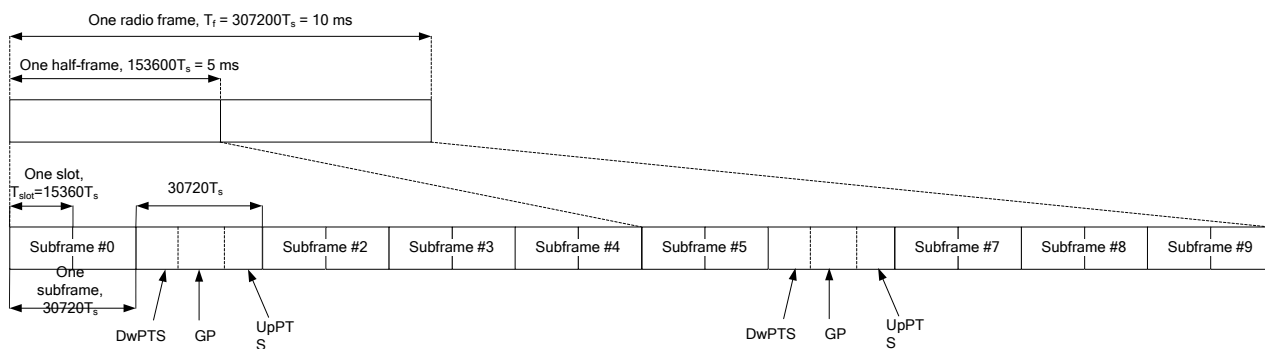 One radio frame, Tf = 307200Ts = 10 ms
One half-frame, 153600Ts = 5 ms
One slot,
Tslot=15360Ts
30720Ts
Subframe #0
Subframe #2
Subframe #3
Subframe #4
Subframe #5
Subframe #7
Subframe #8
Subframe #9
One
subframe,
30720Ts
DwPTS
GP
UpPT
S
DwPTS
GP
UpPT
S